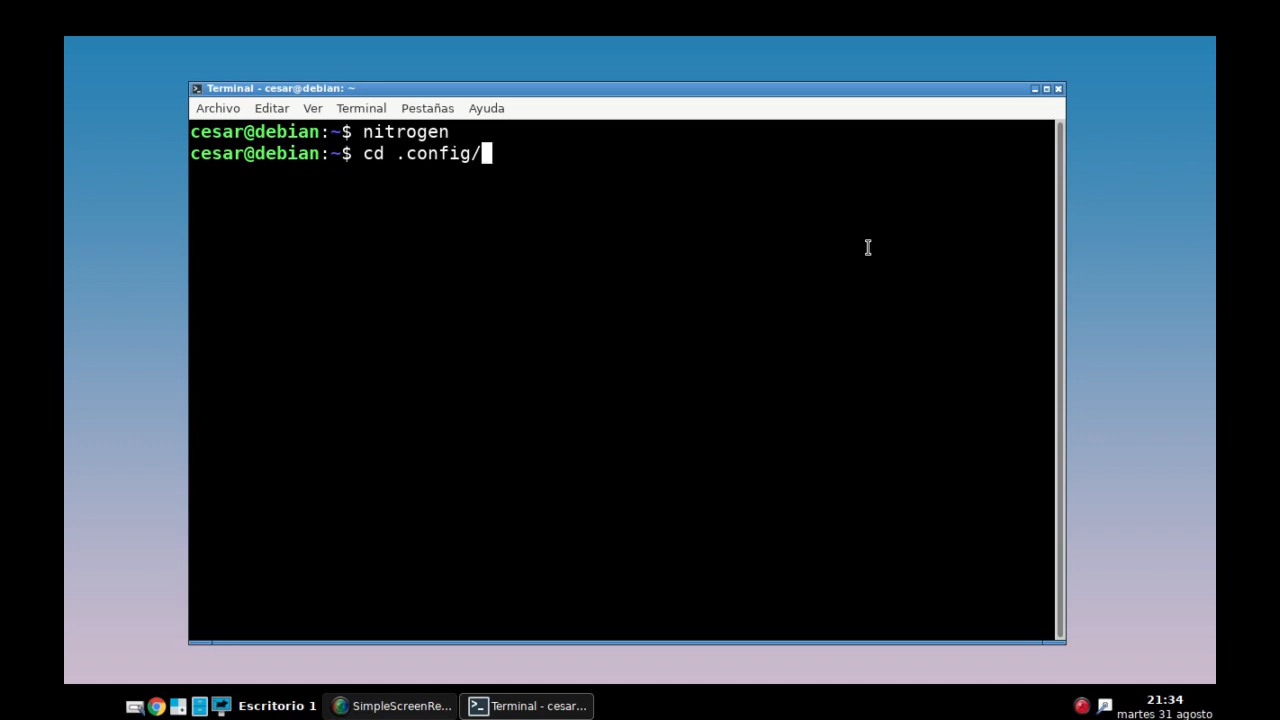 Terminal - cesar@debian: ~
Archivo Editar Ver Terminal Pestañas Ayuda
cesar@debian:~$ nitrogen
cesar@debian:~$ cd .config/
Escritorio 1 SimpleScreenRe... Terminal - cesar... 21:34
martes 31 agosto